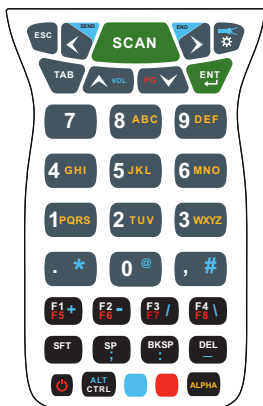 SEND END
ESC SCAN
TAB VOL PG ENT
7 8 ABC 9 DEF
4 GHI 5 JKL 6 MNO
1 PQRS 2 TUV 3 WXYZ
. * 0 @ , #
F1 + F2 - F3 / F4 \
F5 F6 F7 F8
SFT SP ; BKSP : DEL _
ALT
CTRL ALPHA